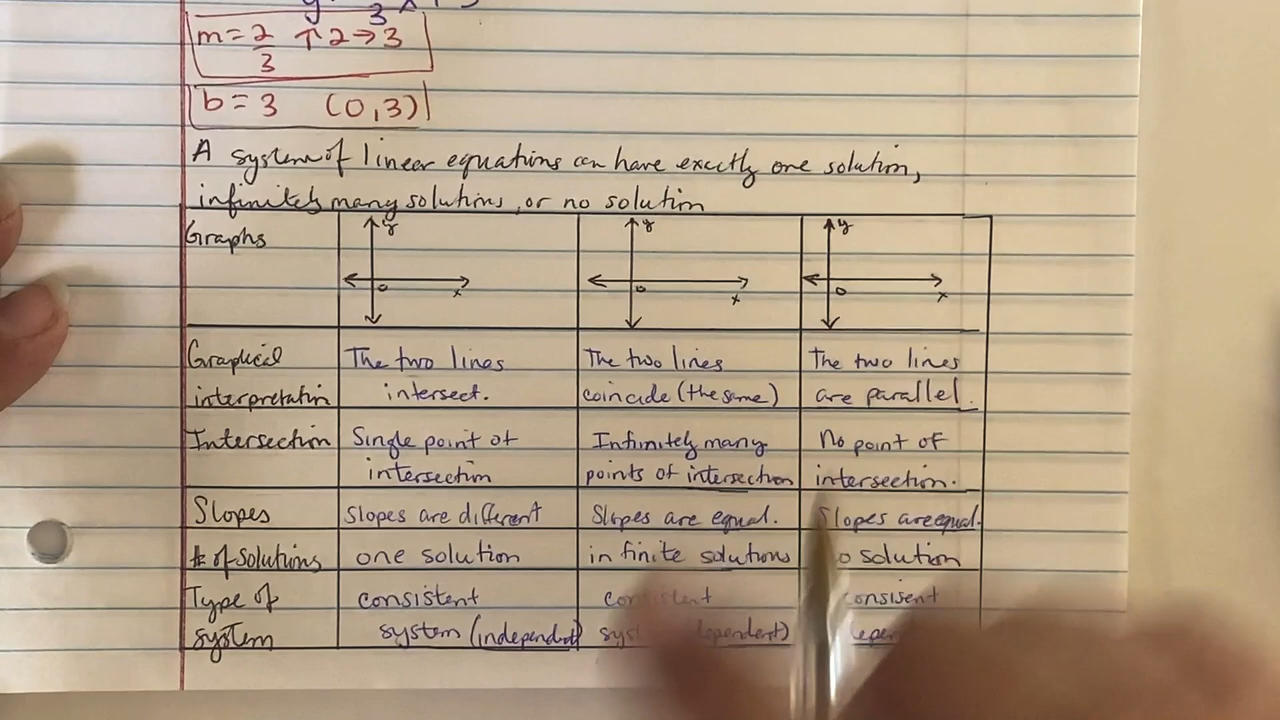 3 x
m = 2/3 ↑2→3
b = 3 (0,3)
A system of linear equations can have exactly one solution,
infinitely many solutions, or no solution
Graphs
y
o
x
y
o
x
y
o
x
Graphical interpretation
The two lines
intersect.
The two lines
coincide (the same)
The two lines
are parallel.
Intersection
Single point of
intersection
Infinitely many
points of intersection
No point of
intersection.
Slopes
Slopes are different
Slopes are equal.
Slopes are equal.
# of solutions
one solution
infinite solutions
solution
Type of
system
consistent
system (independent)
consistent
dependent)